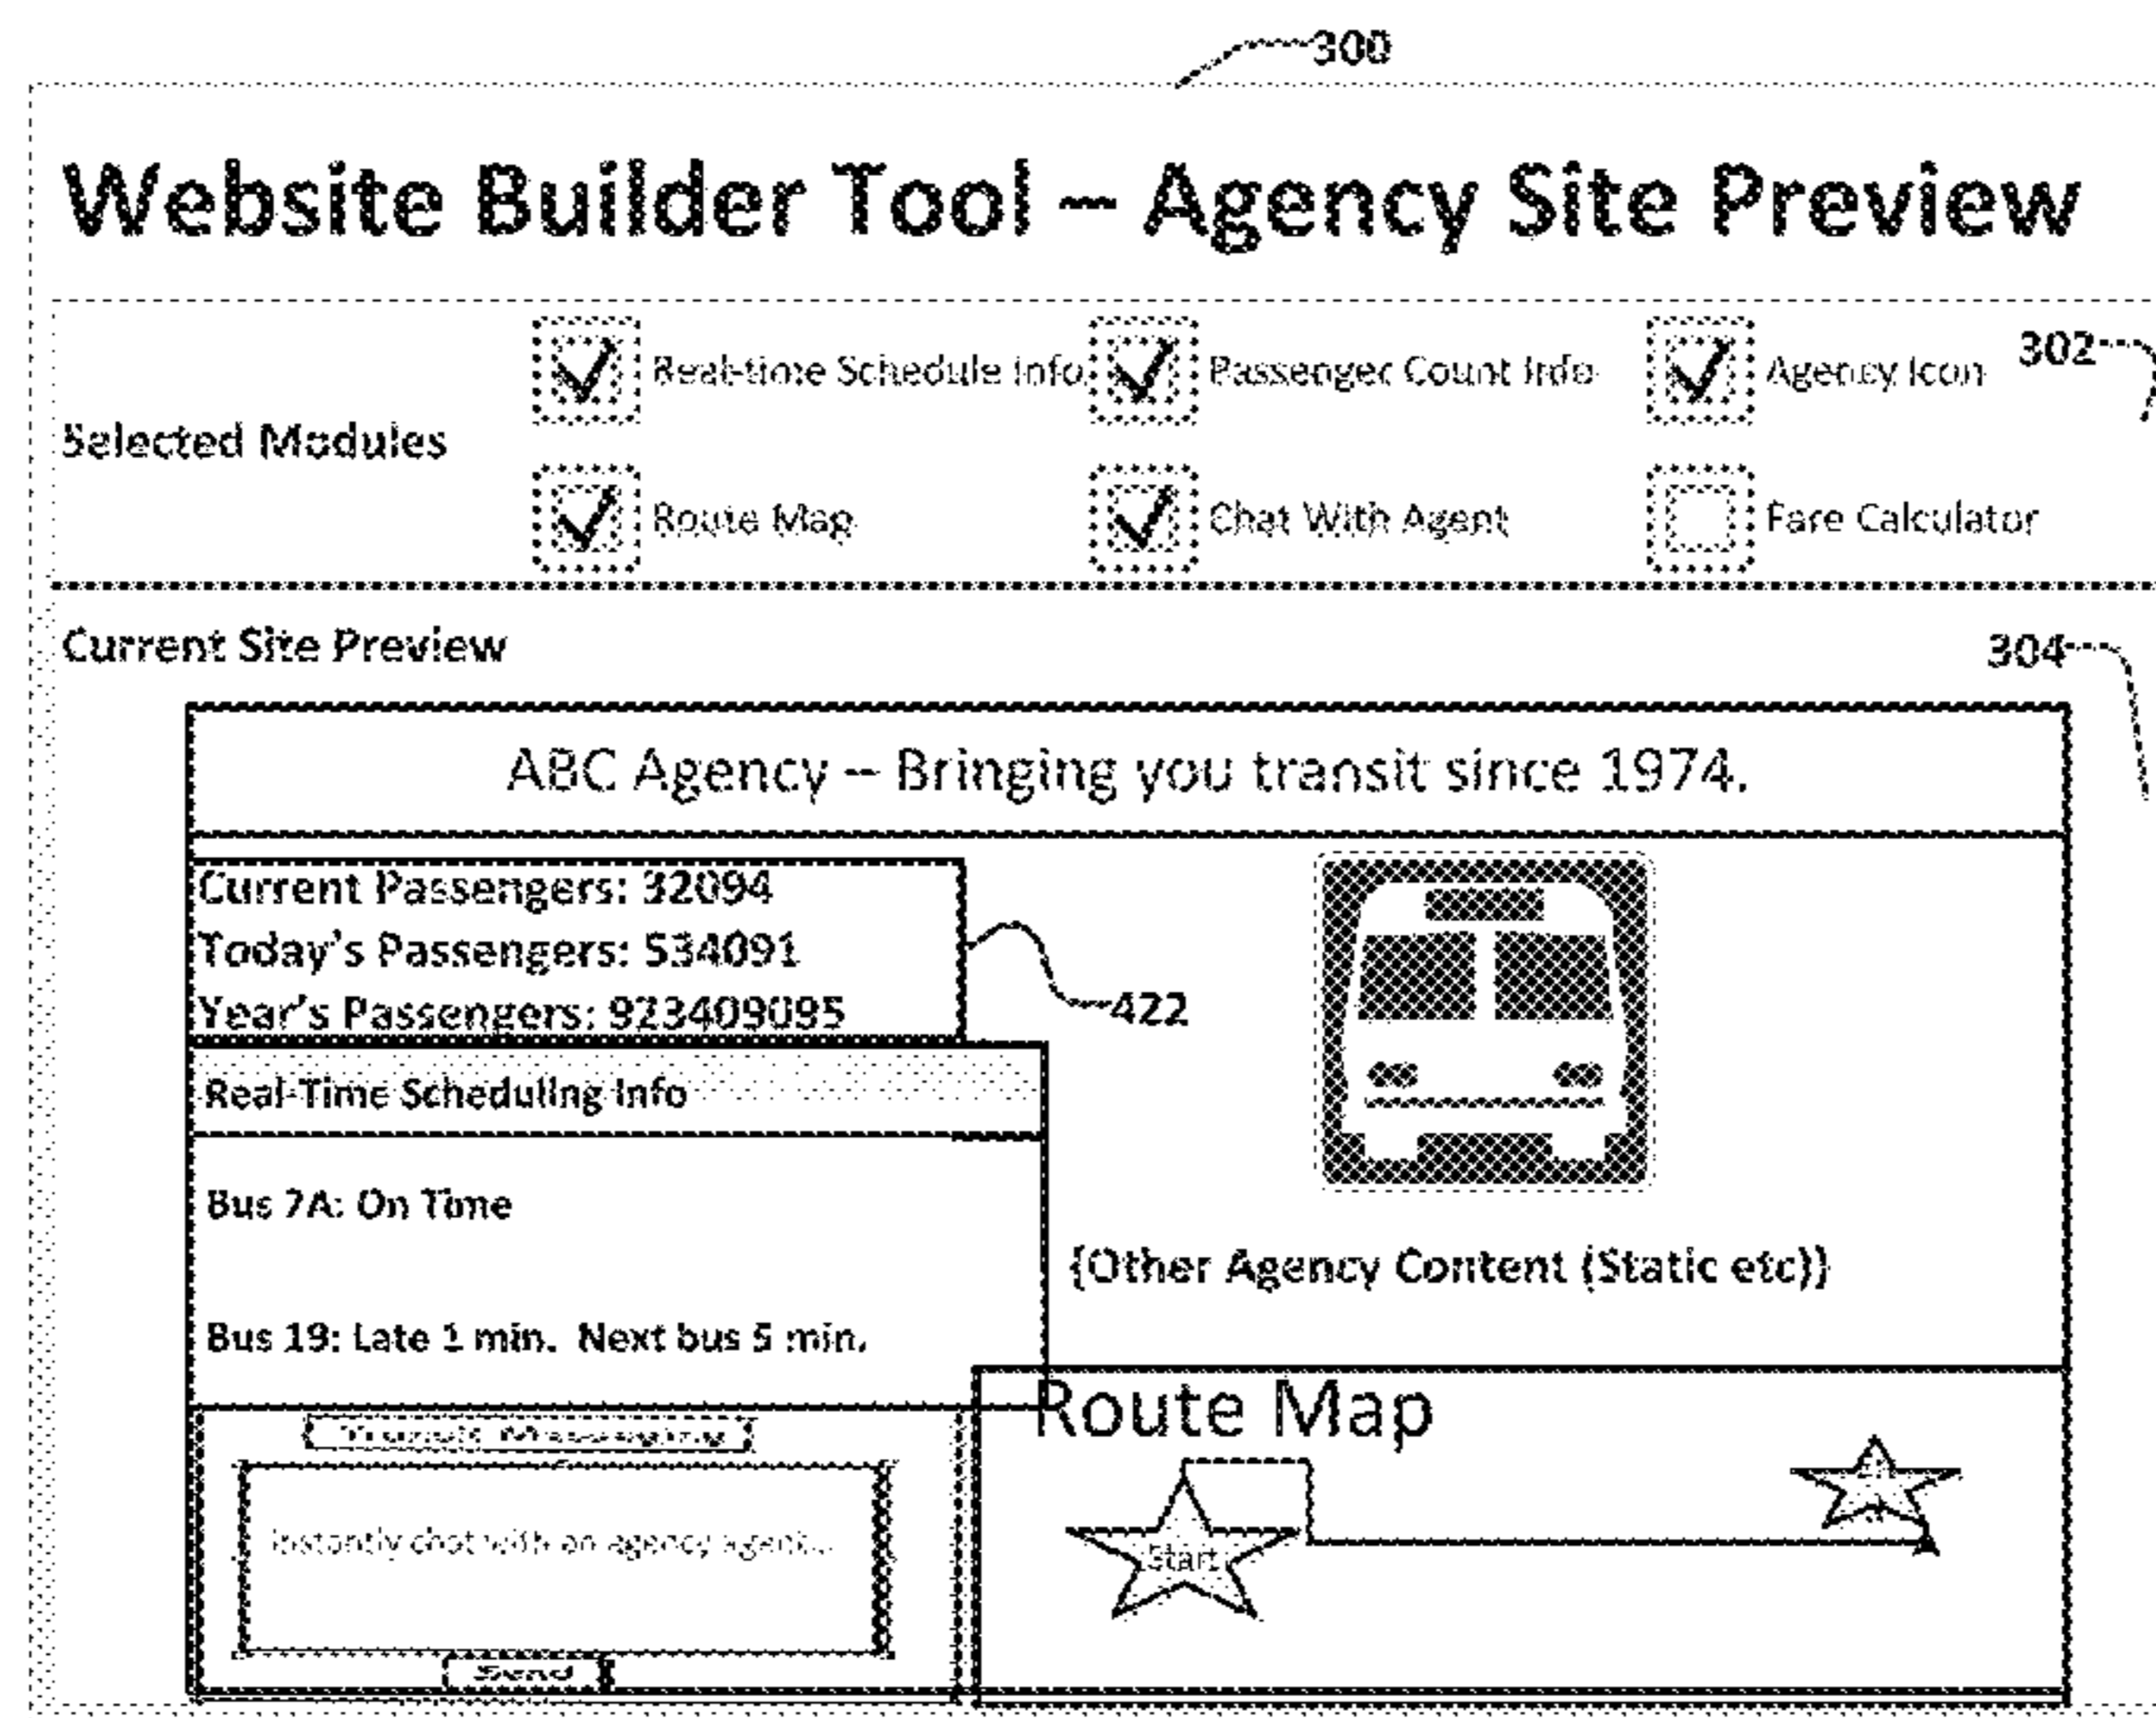 300
Website Builder Tool – Agency Site Preview
302
Selected Modules
Real-time Schedule Info
Passenger Count Info
Agency Icon
Route Map
Chat With Agent
Fare Calculator
Current Site Preview
304
ABC Agency – Bringing you transit since 1974.
Current Passengers: 32094
Today's Passengers: 534091
Year's Passengers: 923409095
422
Real-Time Scheduling Info
Bus 7A: On Time
{Other Agency Content (Static etc)}
Bus 19: Late 1 min.  Next bus 5 min.
Route Map
Transit Messaging
Instantly chat with an agency agent...
Start
Send